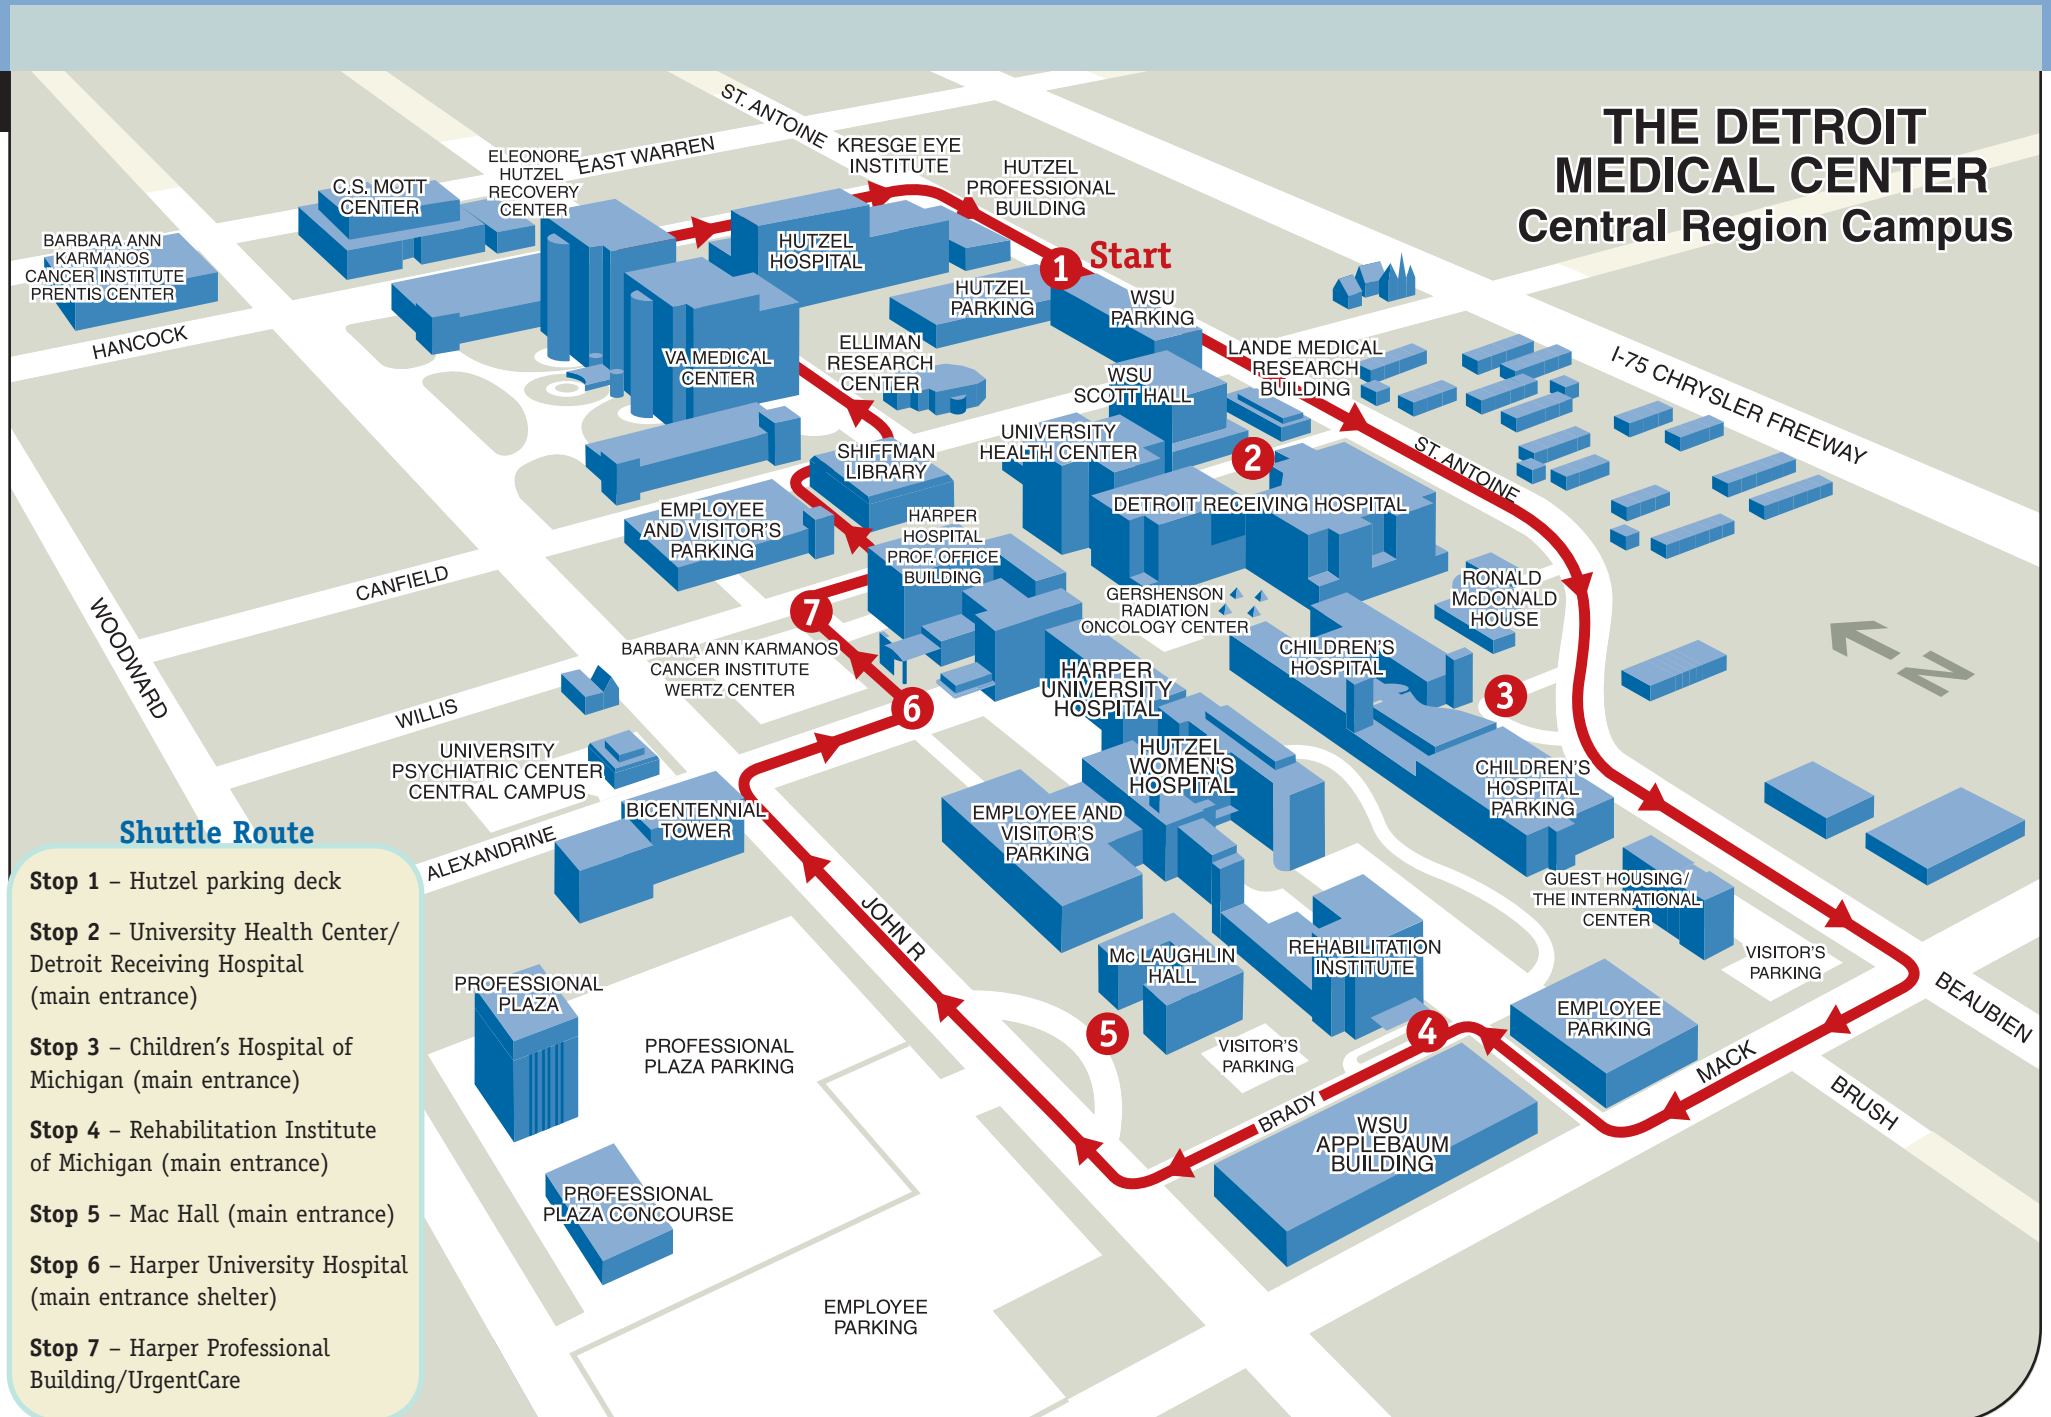 THE DETROIT
MEDICAL CENTER
Central Region Campus
ST. ANTOINE
EAST WARREN
KRESGE EYE
INSTITUTE
HUTZEL
PROFESSIONAL
BUILDING
ELEONORE
HUTZEL
RECOVERY
CENTER
C.S. MOTT
CENTER
BARBARA ANN
KARMANOS
CANCER INSTITUTE
PRENTIS CENTER
HANCOCK
HUTZEL
HOSPITAL
1 Start
HUTZEL
PARKING
WSU
PARKING
VA MEDICAL
CENTER
ELLIMAN
RESEARCH
CENTER
LANDE MEDICAL
RESEARCH
BUILDING
WSU
SCOTT HALL
I-75 CHRYSLER FREEWAY
UNIVERSITY
HEALTH CENTER
2
ST. ANTOINE
SHIFFMAN
LIBRARY
DETROIT RECEIVING HOSPITAL
EMPLOYEE
AND VISITOR'S
PARKING
HARPER
HOSPITAL
PROF. OFFICE
BUILDING
CANFIELD
WOODWARD
7
GERSHENSON
RADIATION
ONCOLOGY CENTER
RONALD
McDONALD
HOUSE
CHILDREN'S
HOSPITAL
N
BARBARA ANN KARMANOS
CANCER INSTITUTE
WERTZ CENTER
HARPER
UNIVERSITY
HOSPITAL
3
6
WILLIS
UNIVERSITY
PSYCHIATRIC CENTER
CENTRAL CAMPUS
HUTZEL
WOMEN'S
HOSPITAL
CHILDREN'S
HOSPITAL
PARKING
BICENTENNIAL
TOWER
EMPLOYEE AND
VISITOR'S
PARKING
ALEXANDRINE
GUEST HOUSING/
THE INTERNATIONAL
CENTER
JOHN R
Mc LAUGHLIN
HALL
REHABILITATION
INSTITUTE
VISITOR'S
PARKING
PROFESSIONAL
PLAZA
EMPLOYEE
PARKING
BEAUBIEN
5
4
PROFESSIONAL
PLAZA PARKING
VISITOR'S
PARKING
MACK
BRUSH
BRADY
WSU
APPLEBAUM
BUILDING
PROFESSIONAL
PLAZA CONCOURSE
EMPLOYEE
PARKING
Shuttle Route
Stop 1 – Hutzel parking deck
Stop 2 – University Health Center/
Detroit Receiving Hospital
(main entrance)
Stop 3 – Children's Hospital of
Michigan (main entrance)
Stop 4 – Rehabilitation Institute
of Michigan (main entrance)
Stop 5 – Mac Hall (main entrance)
Stop 6 – Harper University Hospital
(main entrance shelter)
Stop 7 – Harper Professional
Building/UrgentCare